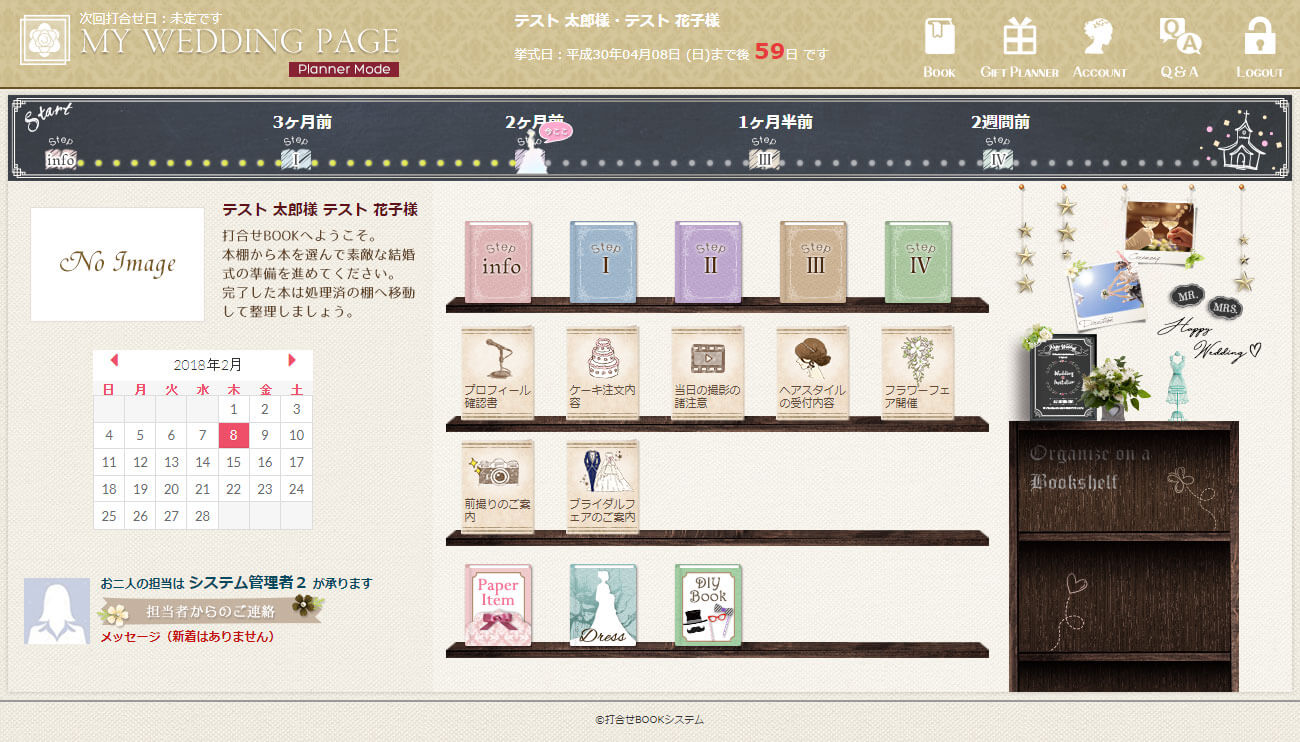 次回打合せ日：未定です
MY WEDDING PAGE
Planner Mode
テスト 太郎様・テスト 花子様
挙式日：平成30年04月08日 (日)まで後 59日 です
Book
Gift Planner
Account
Q&A
Logout
Start
3ヶ月前
2ヶ月前
1ヶ月半前
2週間前
今ここ
Step
info
Step
I
Step
Step
III
Step
IV
テスト 太郎様 テスト 花子様
打合せBOOKへようこそ。
本棚から本を選んで素敵な結婚
式の準備を進めてください。
完了した本は処理済の棚へ移動
して整理しましょう。
No Image
2018年2月
日 月 火 水 木 金 土
1 2 3
4 5 6 7 8 9 10
11 12 13 14 15 16 17
18 19 20 21 22 23 24
25 26 27 28
お二人の担当は システム管理者２ が承ります
担当者からのご連絡
メッセージ（新着はありません）
Step
info
Step
I
Step
II
Step
III
Step
IV
プロフィール
確認書
ケーキ注文内
容
当日の撮影の
諸注意
ヘアスタイル
の受付内容
フラワーフェ
ア開催
前撮りのご案
内
ブライダルフ
ェアのご案内
Paper
Item
Dress
DIY
Book
Ceremony
MR.
MRS.
Happy
Wedding
Wedding
Invitation
Organize on a
Bookshelf
©打合せBOOKシステム